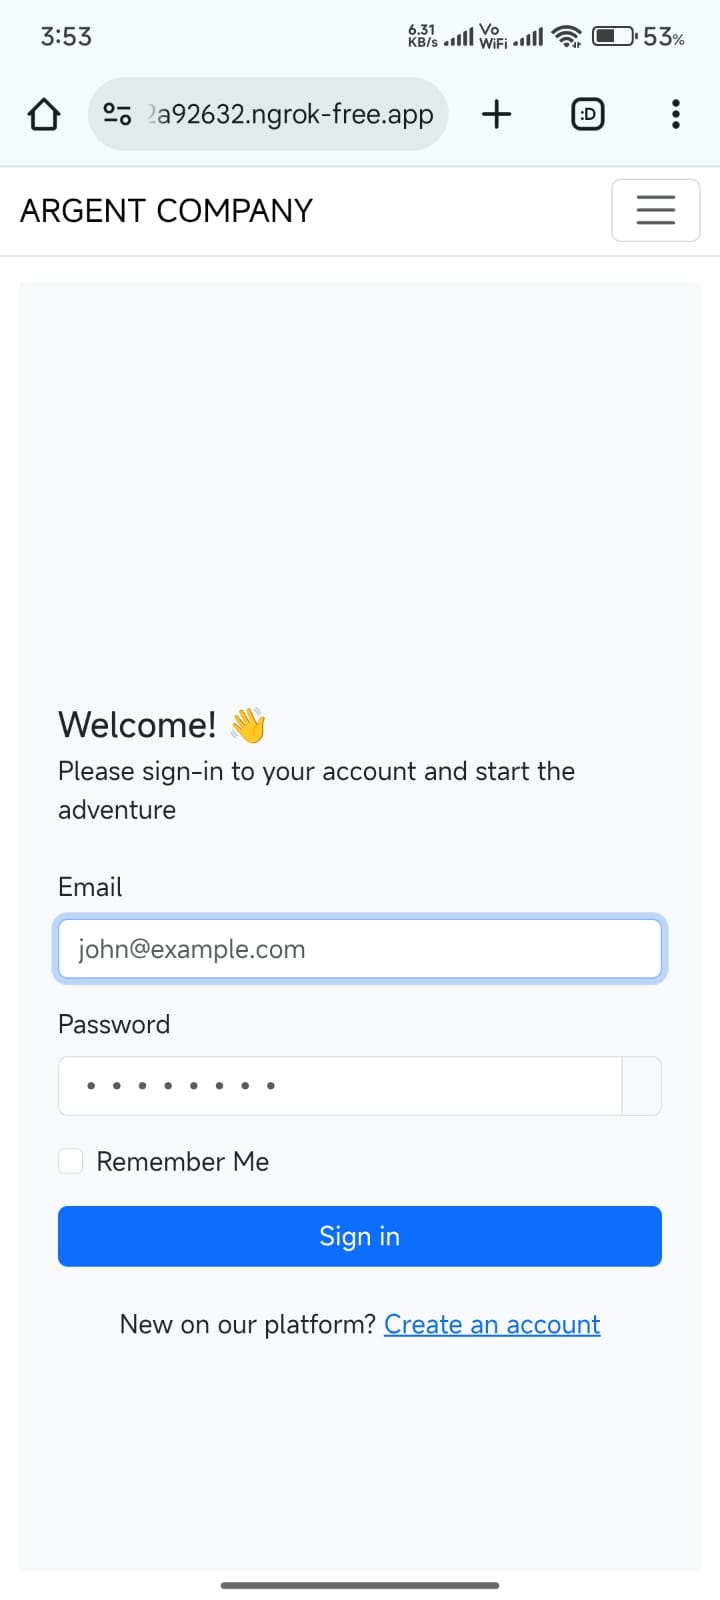 3:53
6.31 KB/s
Vo WiFi
53%
2a92632.ngrok-free.app
:D
ARGENT COMPANY
Welcome! 👋
Please sign-in to your account and start the
adventure
Email
john@example.com
Password
Remember Me
Sign in
New on our platform? Create an account